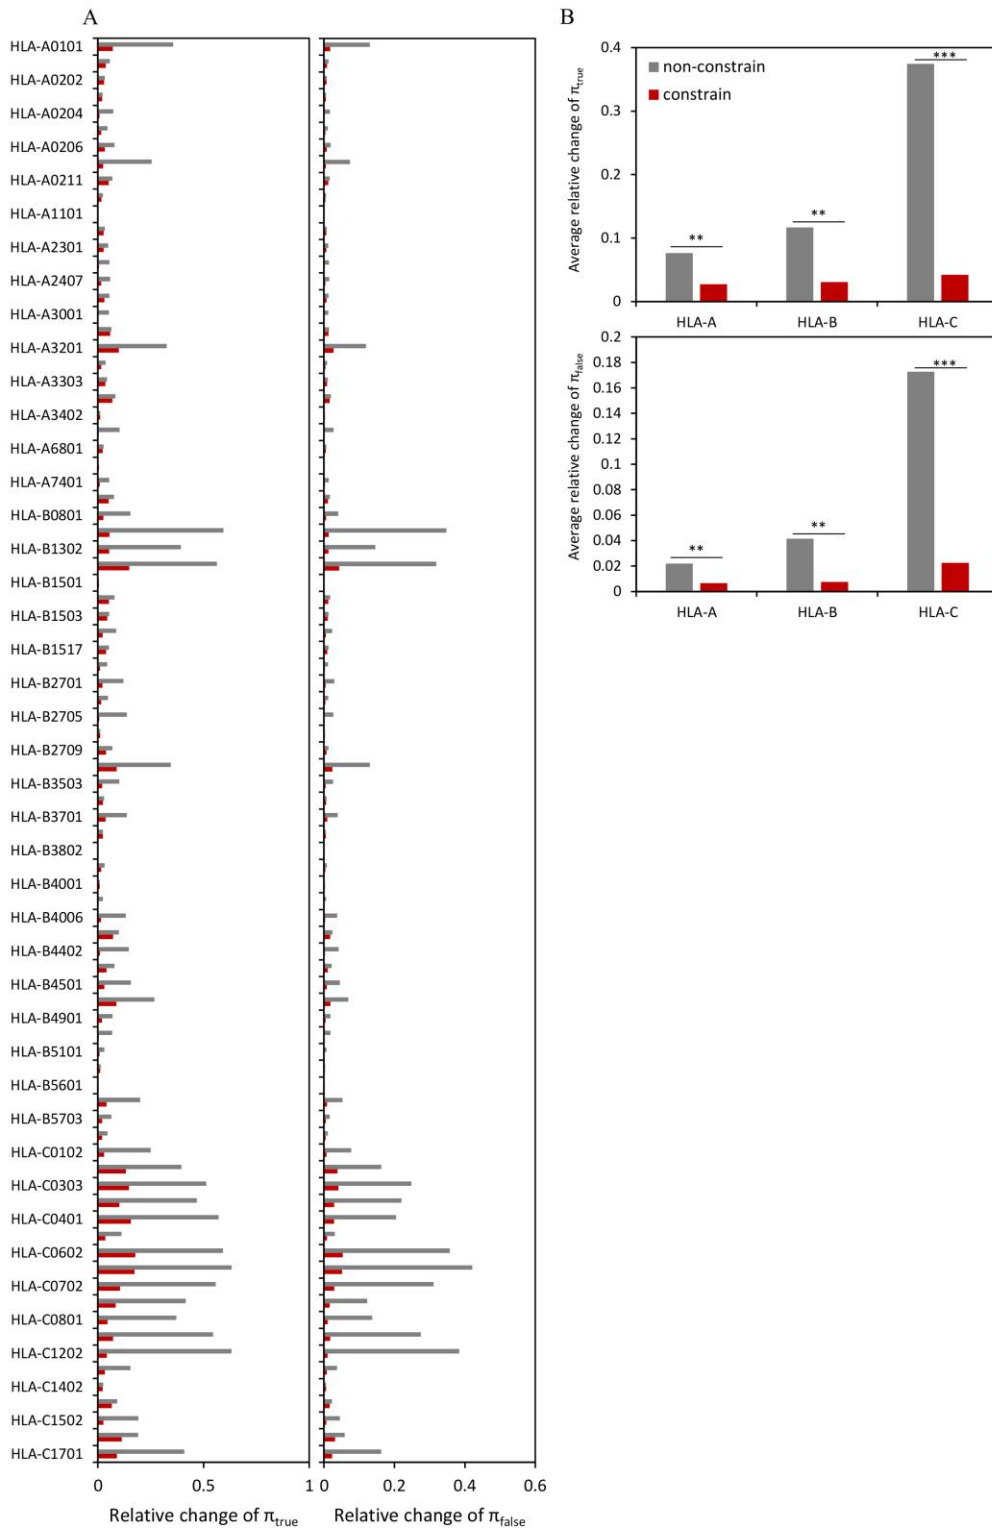 A
HLA-A0101
HLA-A0202
HLA-A0204
HLA-A0206
HLA-A0211
HLA-A1101
HLA-A2301
HLA-A2407
HLA-A3001
HLA-A3201
HLA-A3303
HLA-A3402
HLA-A6801
HLA-A7401
HLA-B0801
HLA-B1302
HLA-B1501
HLA-B1503
HLA-B1517
HLA-B2701
HLA-B2705
HLA-B2709
HLA-B3503
HLA-B3701
HLA-B3802
HLA-B4001
HLA-B4006
HLA-B4402
HLA-B4501
HLA-B4901
HLA-B5101
HLA-B5601
HLA-B5703
HLA-C0102
HLA-C0303
HLA-C0401
HLA-C0602
HLA-C0702
HLA-C0801
HLA-C1202
HLA-C1402
HLA-C1502
HLA-C1701
0 0.5 1
Relative change of πtrue
0 0.2 0.4 0.6
Relative change of πfalse
B
Average relative change of πtrue
0.4
0.3
0.2
0.1
0
non-constrain
constrain
**
**
***
HLA-A HLA-B HLA-C
Average relative change of πfalse
0.2
0.18
0.16
0.14
0.12
0.1
0.08
0.06
0.04
0.02
0
**
**
***
HLA-A HLA-B HLA-C